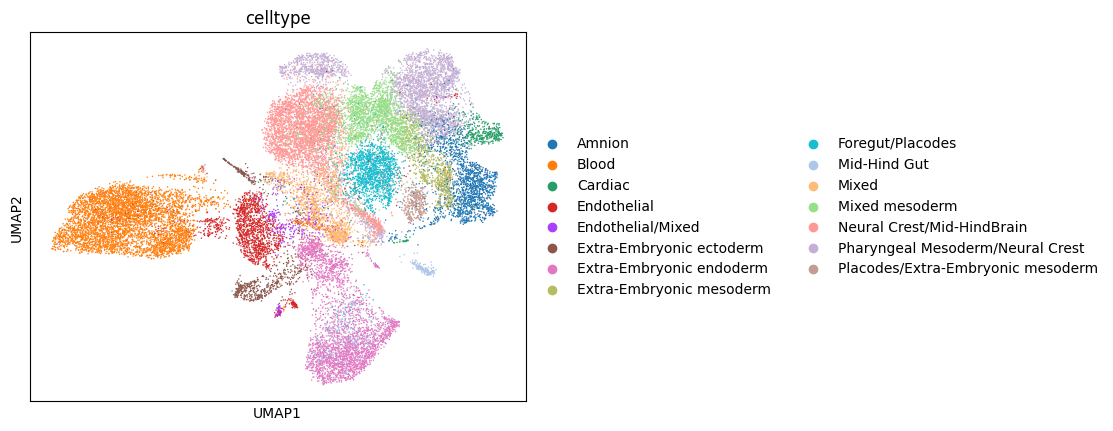 celltype
UMAP2
UMAP1
Amnion
Blood
Cardiac
Endothelial
Endothelial/Mixed
Extra-Embryonic ectoderm
Extra-Embryonic endoderm
Extra-Embryonic mesoderm
Foregut/Placodes
Mid-Hind Gut
Mixed
Mixed mesoderm
Neural Crest/Mid-HindBrain
Pharyngeal Mesoderm/Neural Crest
Placodes/Extra-Embryonic mesoderm